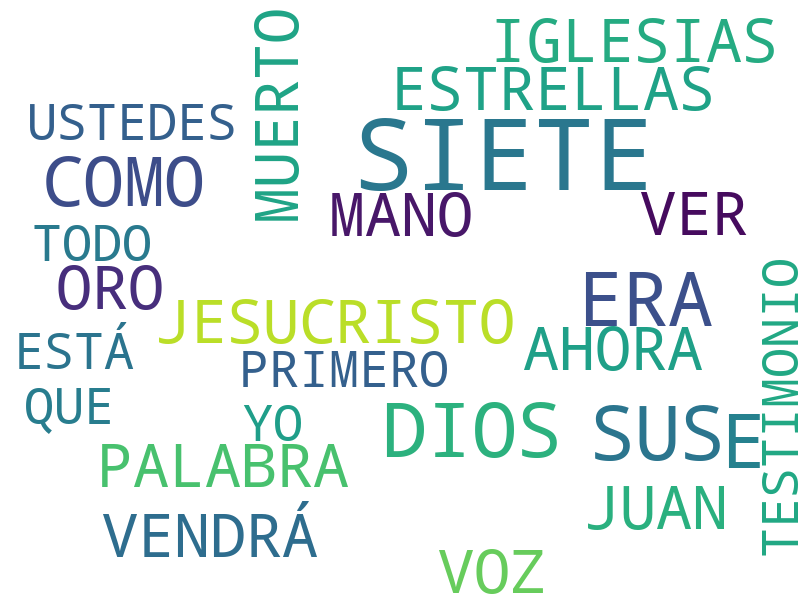 IGLESIAS
ESTRELLAS
MUERTO
USTEDES
SIETE
COMO
MANO
VER
TODO
ORO
ERA
JESUCRISTO
AHORA
ESTÁ
PRIMERO
TESTIMONIO
QUE
YO
DIOS
SUS
E
PALABRA
JUAN
VENDRÁ
VOZ